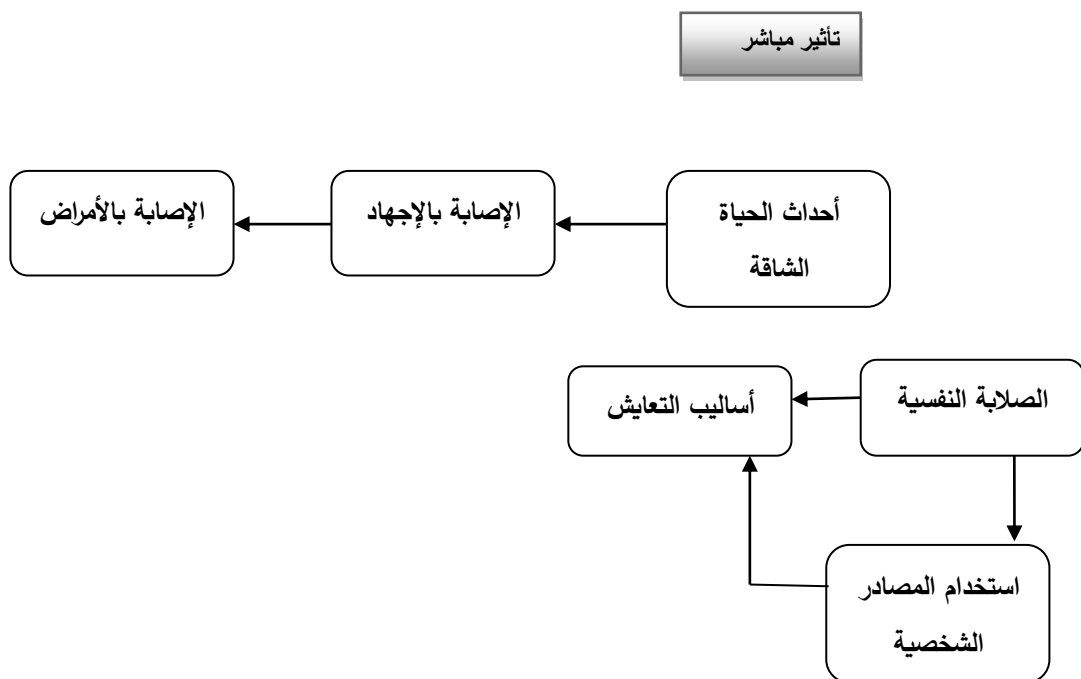 تأثير مباشر
أحداث الحياة
الشاقة
الإصابة بالإجهاد
الإصابة بالأمراض
الصلابة النفسية
أساليب التعايش
استخدام المصادر
الشخصية